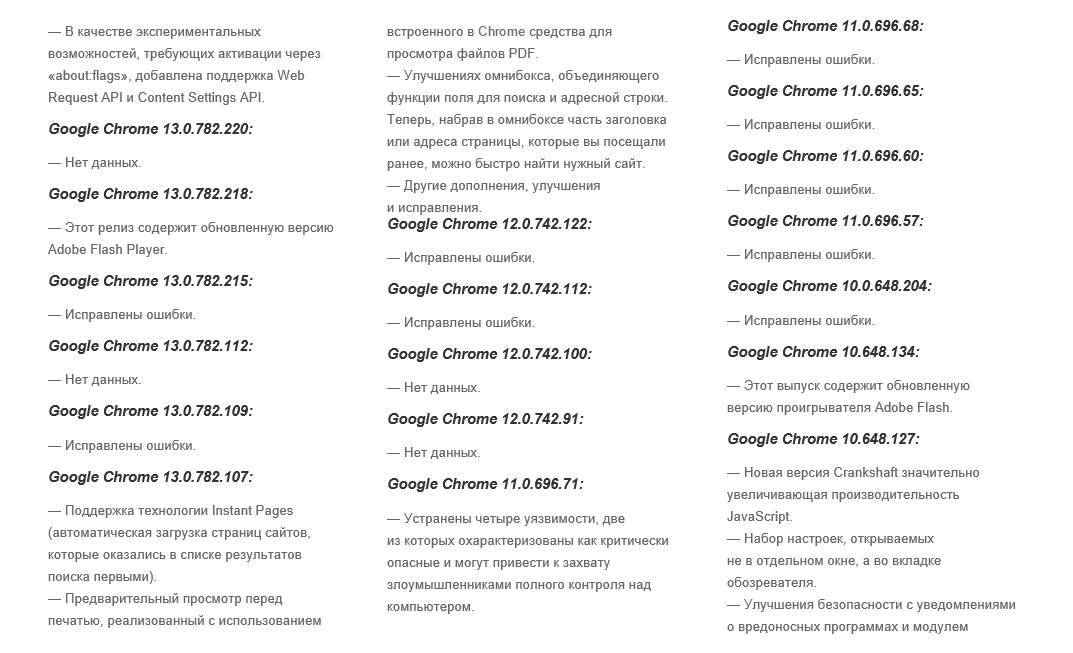 — В качестве экспериментальных
возможностей, требующих активации через
«about:flags», добавлена поддержка Web
Request API и Content Settings API.
Google Chrome 13.0.782.220:
— Нет данных.
Google Chrome 13.0.782.218:
— Этот релиз содержит обновленную версию
Adobe Flash Player.
Google Chrome 13.0.782.215:
— Исправлены ошибки.
Google Chrome 13.0.782.112:
— Нет данных.
Google Chrome 13.0.782.109:
— Исправлены ошибки.
Google Chrome 13.0.782.107:
— Поддержка технологии Instant Pages
(автоматическая загрузка страниц сайтов,
которые оказались в списке результатов
поиска первыми).
— Предварительный просмотр перед
печатью, реализованный с использованием
встроенного в Chrome средства для
просмотра файлов PDF.
— Улучшениях омнибокса, объединяющего
функции поля для поиска и адресной строки.
Теперь, набрав в омнибоксе часть заголовка
или адреса страницы, которые вы посещали
ранее, можно быстро найти нужный сайт.
— Другие дополнения, улучшения
и исправления.
Google Chrome 12.0.742.122:
— Исправлены ошибки.
Google Chrome 12.0.742.112:
— Исправлены ошибки.
Google Chrome 12.0.742.100:
— Нет данных.
Google Chrome 12.0.742.91:
— Нет данных.
Google Chrome 11.0.696.71:
— Устранены четыре уязвимости, две
из которых охарактеризованы как критически
опасные и могут привести к захвату
злоумышленниками полного контроля над
компьютером.
Google Chrome 11.0.696.68:
— Исправлены ошибки.
Google Chrome 11.0.696.65:
— Исправлены ошибки.
Google Chrome 11.0.696.60:
— Исправлены ошибки.
Google Chrome 11.0.696.57:
— Исправлены ошибки.
Google Chrome 10.0.648.204:
— Исправлены ошибки.
Google Chrome 10.648.134:
— Этот выпуск содержит обновленную
версию проигрывателя Adobe Flash.
Google Chrome 10.648.127:
— Новая версия Crankshaft значительно
увеличивающая производительность
JavaScript.
— Набор настроек, открываемых
не в отдельном окне, а во вкладке
обозревателя.
— Улучшения безопасности с уведомлениями
о вредоносных программах и модулем